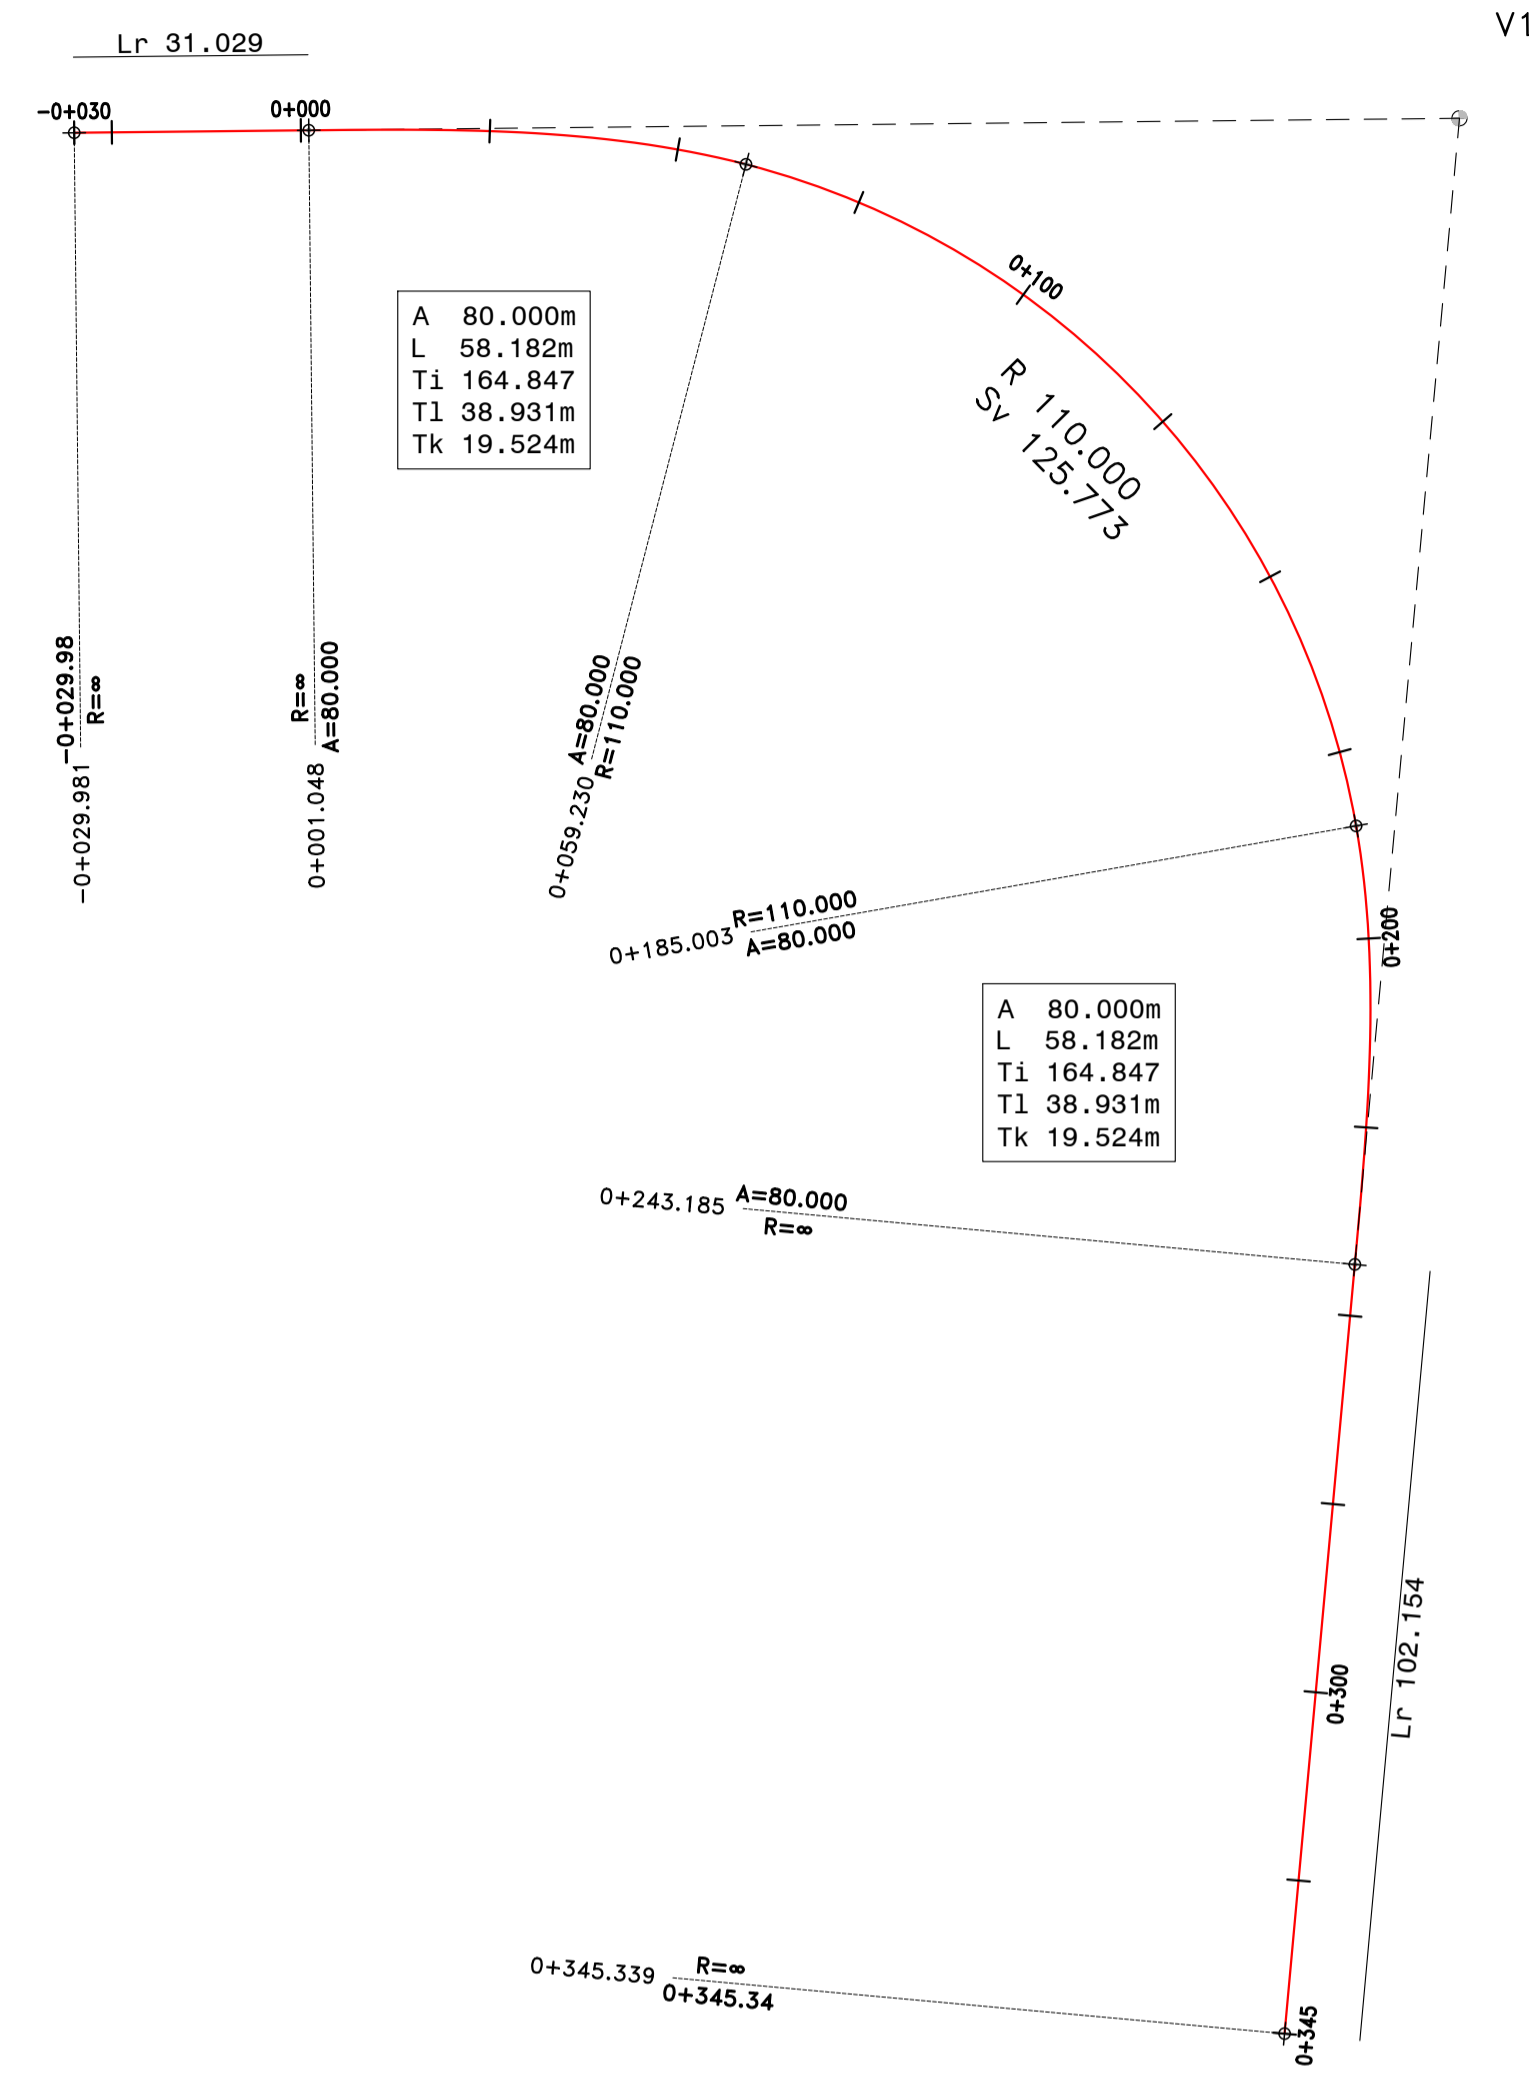 V1
Lr 31.029
-0+030
0+000
0+100
A 80.000m
L 58.182m
Ti 164.847
Tl 38.931m
Tk 19.524m
R 110.000
Sv 125.773
-0+029.98
R=∞
-0+029.981
R=∞
A=80.000
0+001.048
A=80.000
R=110.000
0+059.230
R=110.000
0+185.003
A=80.000
0+200
A 80.000m
L 58.182m
Ti 164.847
Tl 38.931m
Tk 19.524m
A=80.000
0+243.185
R=∞
Lr 102.154
0+300
R=∞
0+345.339
0+345.34
0+345